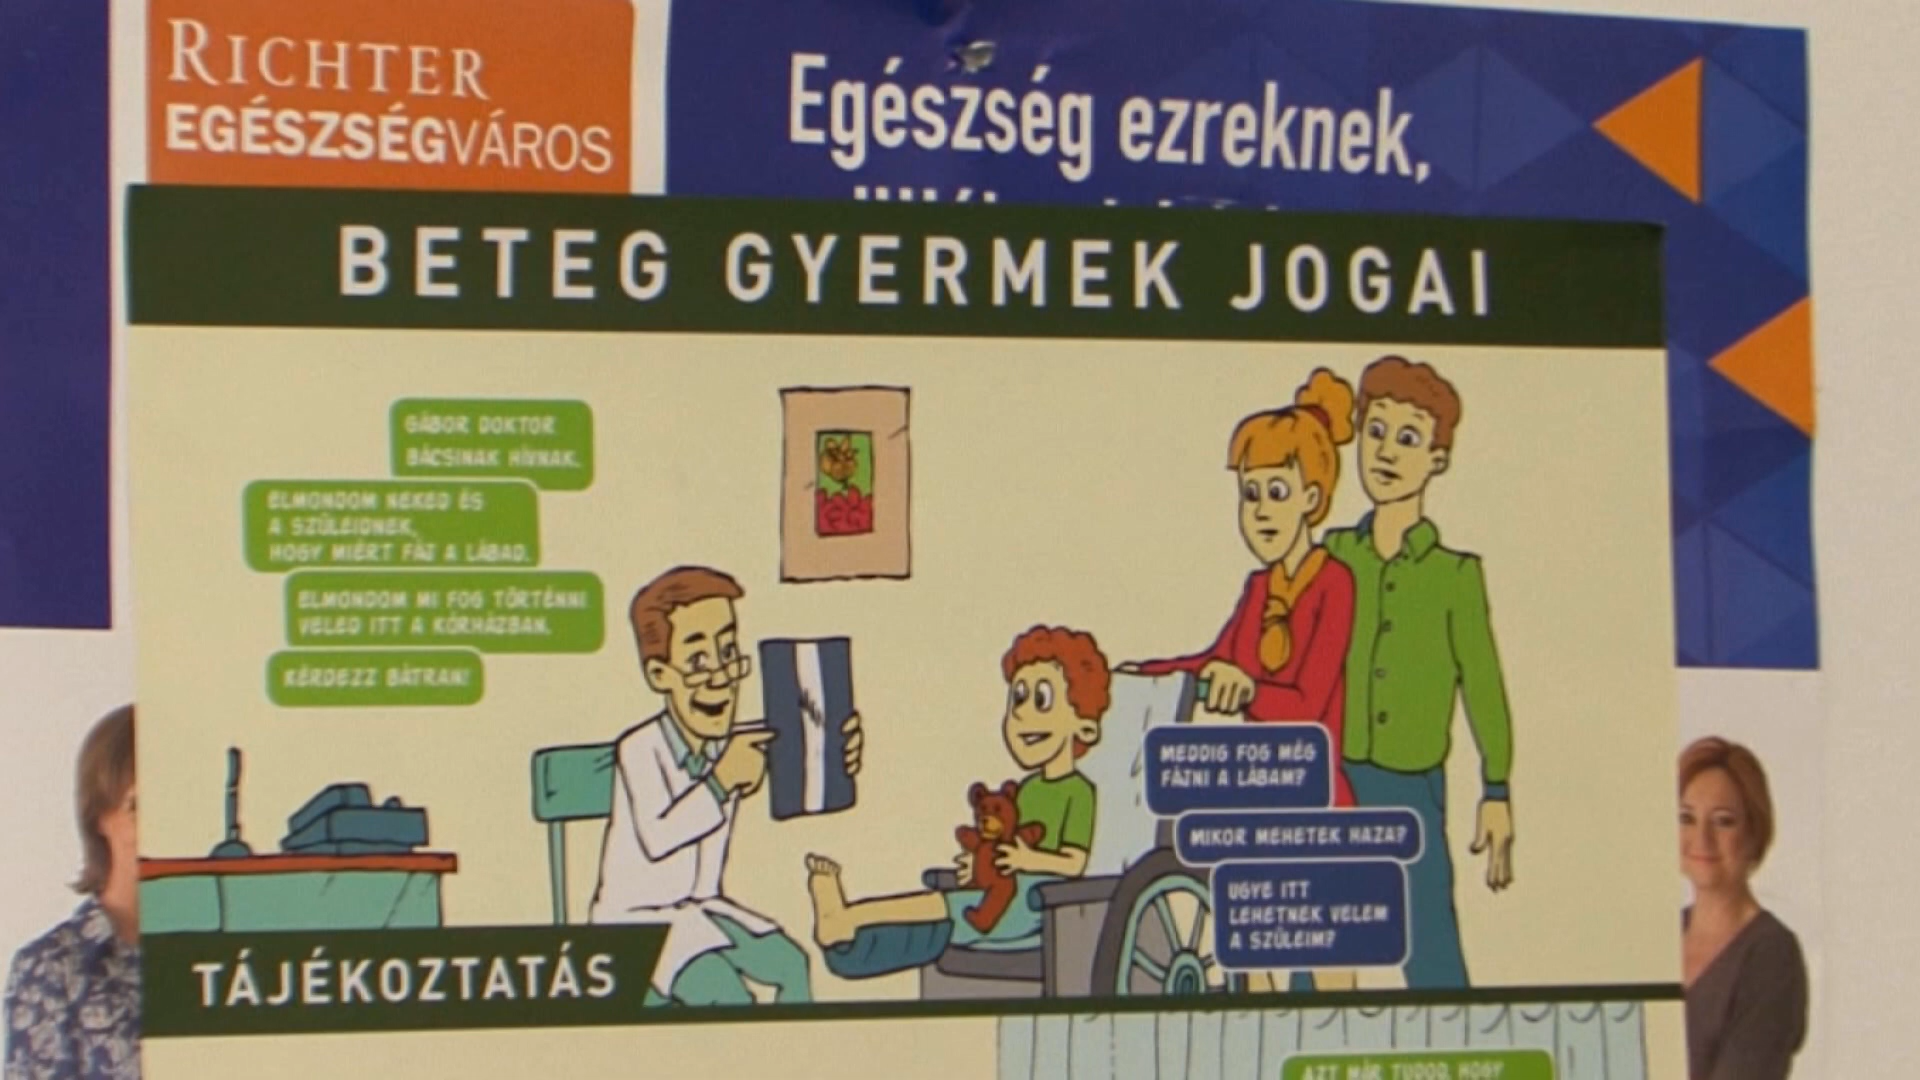 RICHTER
EGÉSZSÉGVÁROS
Egészség ezreknek,
BETEG GYERMEK JOGAI
GÁBOR DOKTOR
BÁCSINAK HÍVNAK.
ELMONDOM NEKED ÉS
A SZÜLEIDNEK,
HOGY MIÉRT FÁJ A LÁBAD.
ELMONDOM MI FOG TÖRTÉNNI
VELED ITT A KÓRHÁZBAN.
KÉRDEZZ BÁTRAN!
MEDDIG FOG MÉG
FÁJNI A LÁBAM?
MIKOR MEHETEK HAZA?
UGYE ITT
LEHETNEK VELEM
A SZÜLEIM?
TÁJÉKOZTATÁS
AZT MÁR TUDOD, HOGY